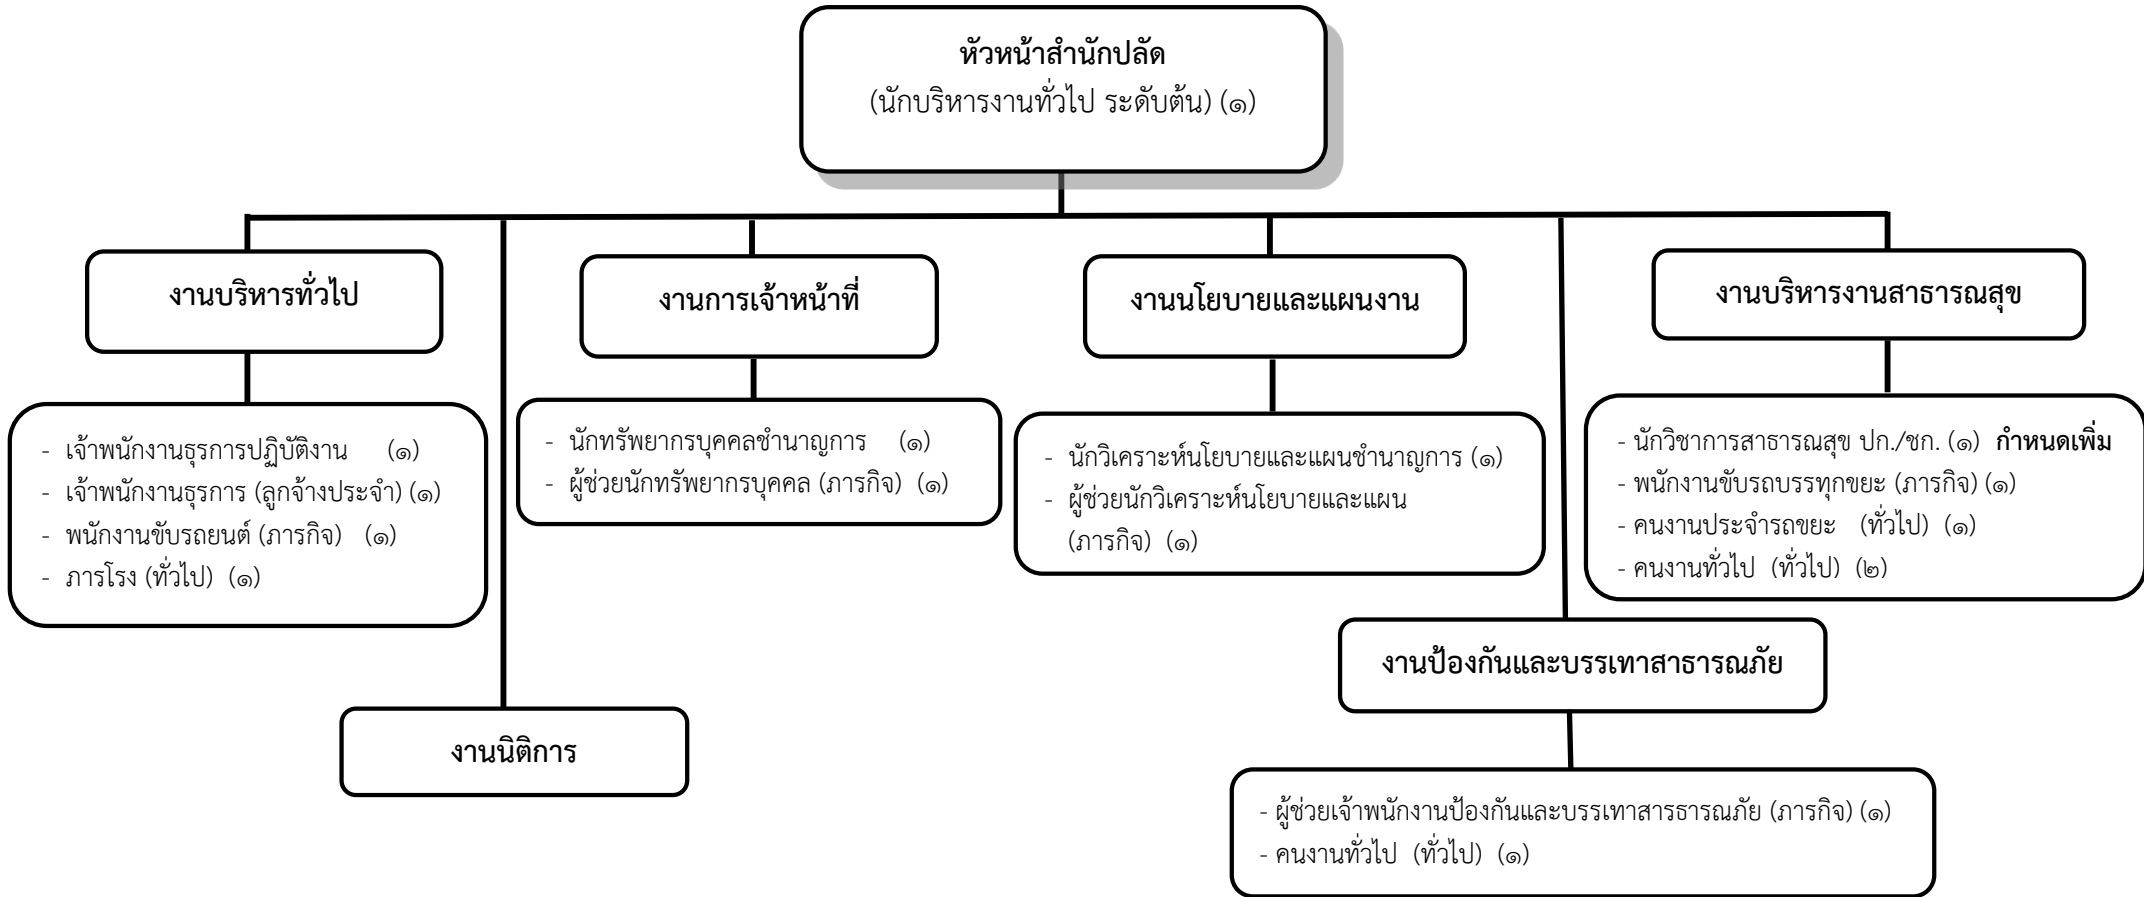 หัวหน้าสำนักปลัด
(นักบริหารงานทั่วไป ระดับต้น) (๑)
งานบริหารทั่วไป
- เจ้าพนักงานธุรการปฏิบัติงาน (๑)
- เจ้าพนักงานธุรการ (ลูกจ้างประจำ) (๑)
- พนักงานขับรถยนต์ (ภารกิจ) (๑)
- ภารโรง (ทั่วไป) (๑)
งานนิติการ
งานการเจ้าหน้าที่
- นักทรัพยากรบุคคลชำนาญการ (๑)
- ผู้ช่วยนักทรัพยากรบุคคล (ภารกิจ) (๑)
งานนโยบายและแผนงาน
- นักวิเคราะห์นโยบายและแผนชำนาญการ (๑)
- ผู้ช่วยนักวิเคราะห์นโยบายและแผน
(ภารกิจ) (๑)
งานบริหารงานสาธารณสุข
- นักวิชาการสาธารณสุข ปก./ชก. (๑) กำหนดเพิ่ม
- พนักงานขับรถบรรทุกขยะ (ภารกิจ) (๑)
- คนงานประจำรถขยะ (ทั่วไป) (๑)
- คนงานทั่วไป (ทั่วไป) (๒)
งานป้องกันและบรรเทาสาธารณภัย
- ผู้ช่วยเจ้าพนักงานป้องกันและบรรเทาสารธารณภัย (ภารกิจ) (๑)
- คนงานทั่วไป (ทั่วไป) (๑)